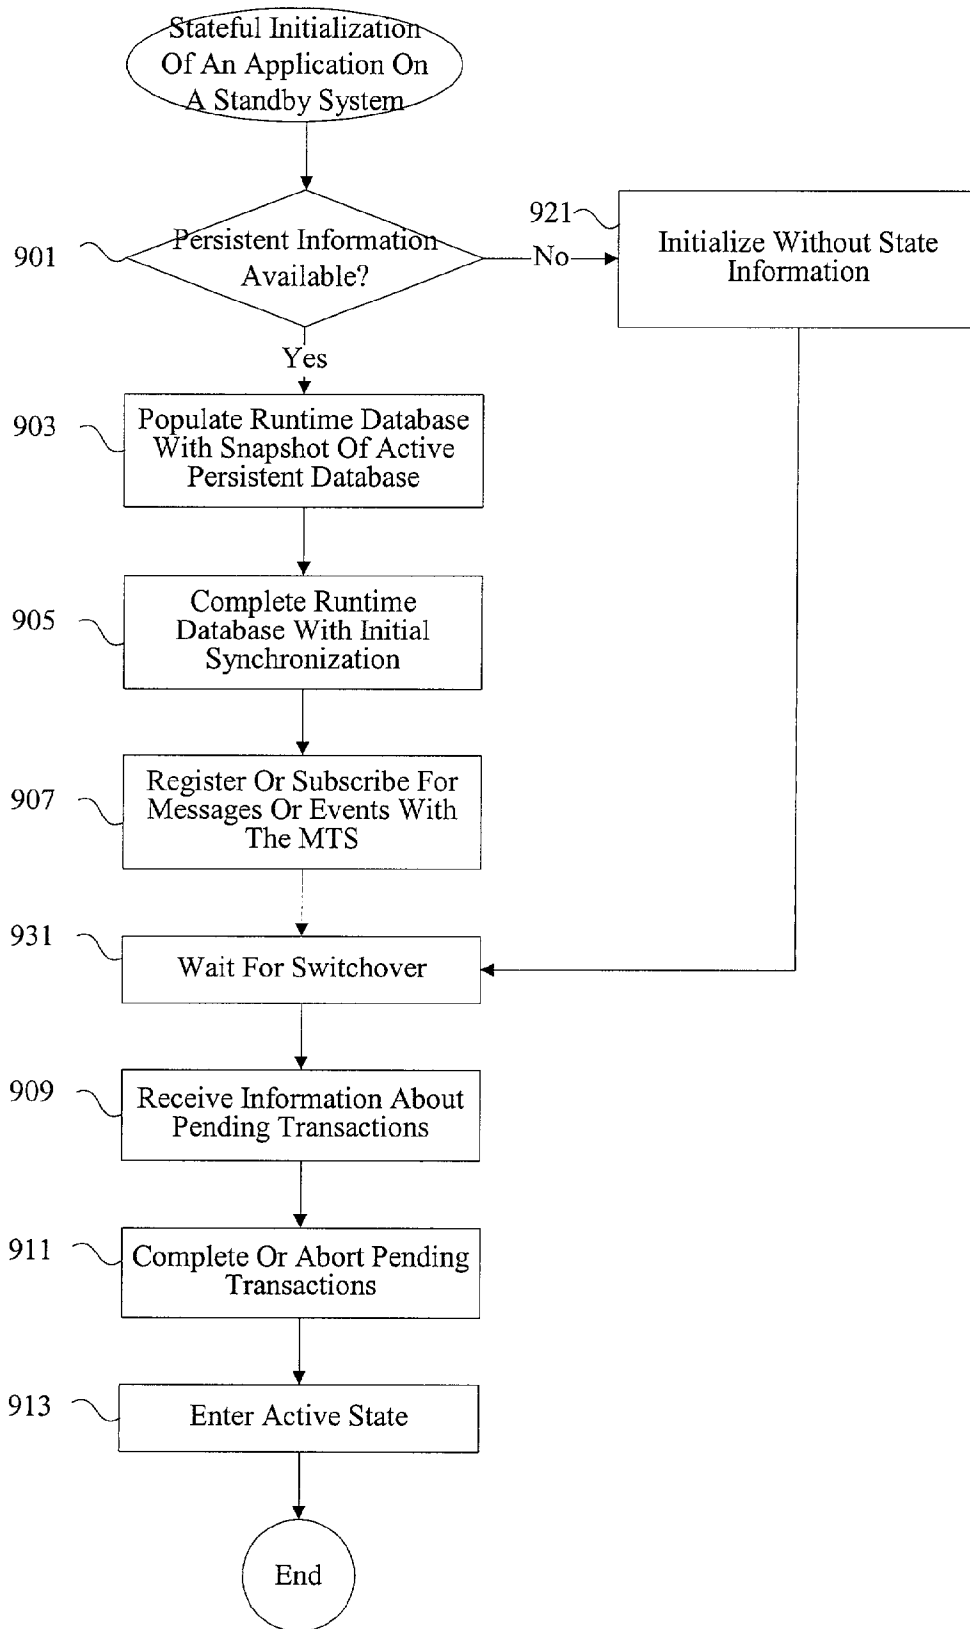 Stateful Initialization
Of An Application On
A Standby System
901
Persistent Information
Available?
No
921
Initialize Without State
Information
Yes
903
Populate Runtime Database
With Snapshot Of Active
Persistent Database
905
Complete Runtime
Database With Initial
Synchronization
907
Register Or Subscribe For
Messages Or Events With
The MTS
931
Wait For Switchover
909
Receive Information About
Pending Transactions
911
Complete Or Abort Pending
Transactions
913
Enter Active State
End